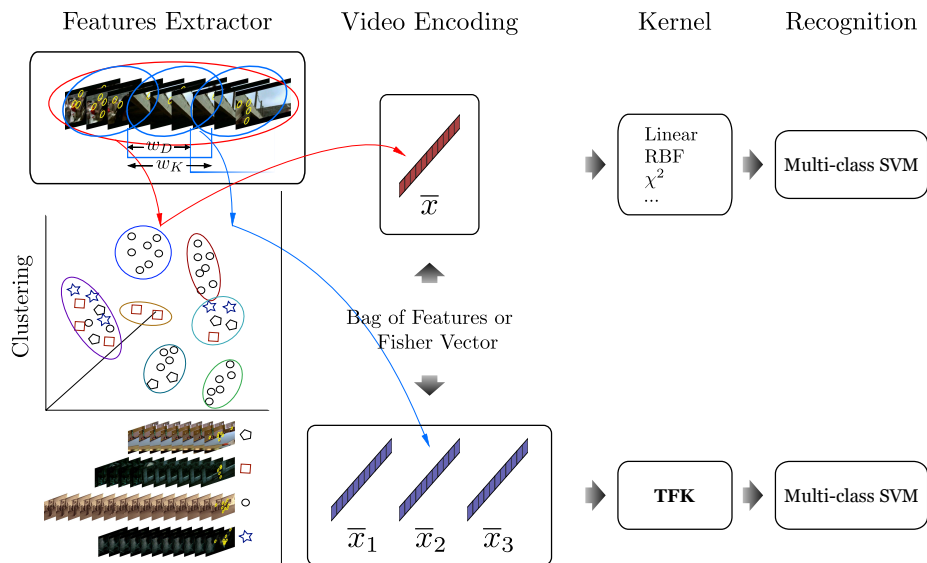 Features Extractor
Video Encoding
Kernel
Recognition
w_D
w_K
x̅
Linear
RBF
χ²
...
Multi-class SVM
Clustering
Bag of Features or
Fisher Vector
x̅₁
x̅₂
x̅₃
TFK
Multi-class SVM